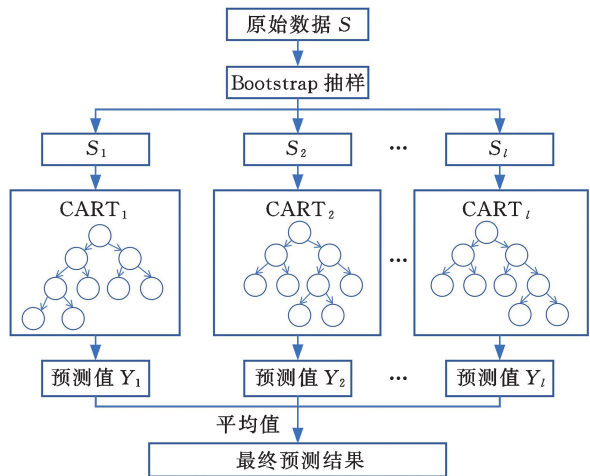 原始数据 S
Bootstrap 抽样
S₁ S₂ … Sₗ
CART₁ CART₂ CARTₗ
…
预测值 Y₁ 预测值 Y₂ … 预测值 Yₗ
平均值
最终预测结果